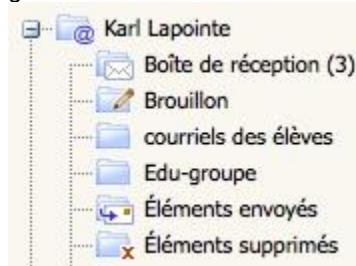 Karl Lapointe
Boîte de réception (3)
Brouillon
courriels des élèves
Edu-groupe
Éléments envoyés
Éléments supprimés